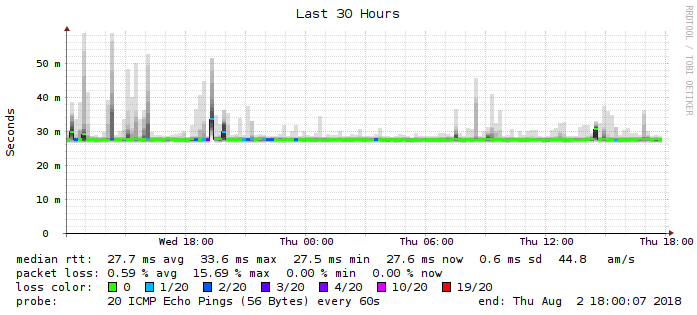 Last 30 Hours
RRDTOOL / TOBI OETIKER
Seconds
50 m
40 m
30 m
20 m
10 m
0
Wed 18:00 Thu 00:00 Thu 06:00 Thu 12:00 Thu 18:00
median rtt: 27.7 ms avg 33.6 ms max 27.5 ms min 27.6 ms now 0.6 ms sd 44.8 am/s
packet loss: 0.59 % avg 15.69 % max 0.00 % min 0.00 % now
loss color: 0 1/20 2/20 3/20 4/20 10/20 19/20
probe: 20 ICMP Echo Pings (56 Bytes) every 60s end: Thu Aug 2 18:00:07 2018